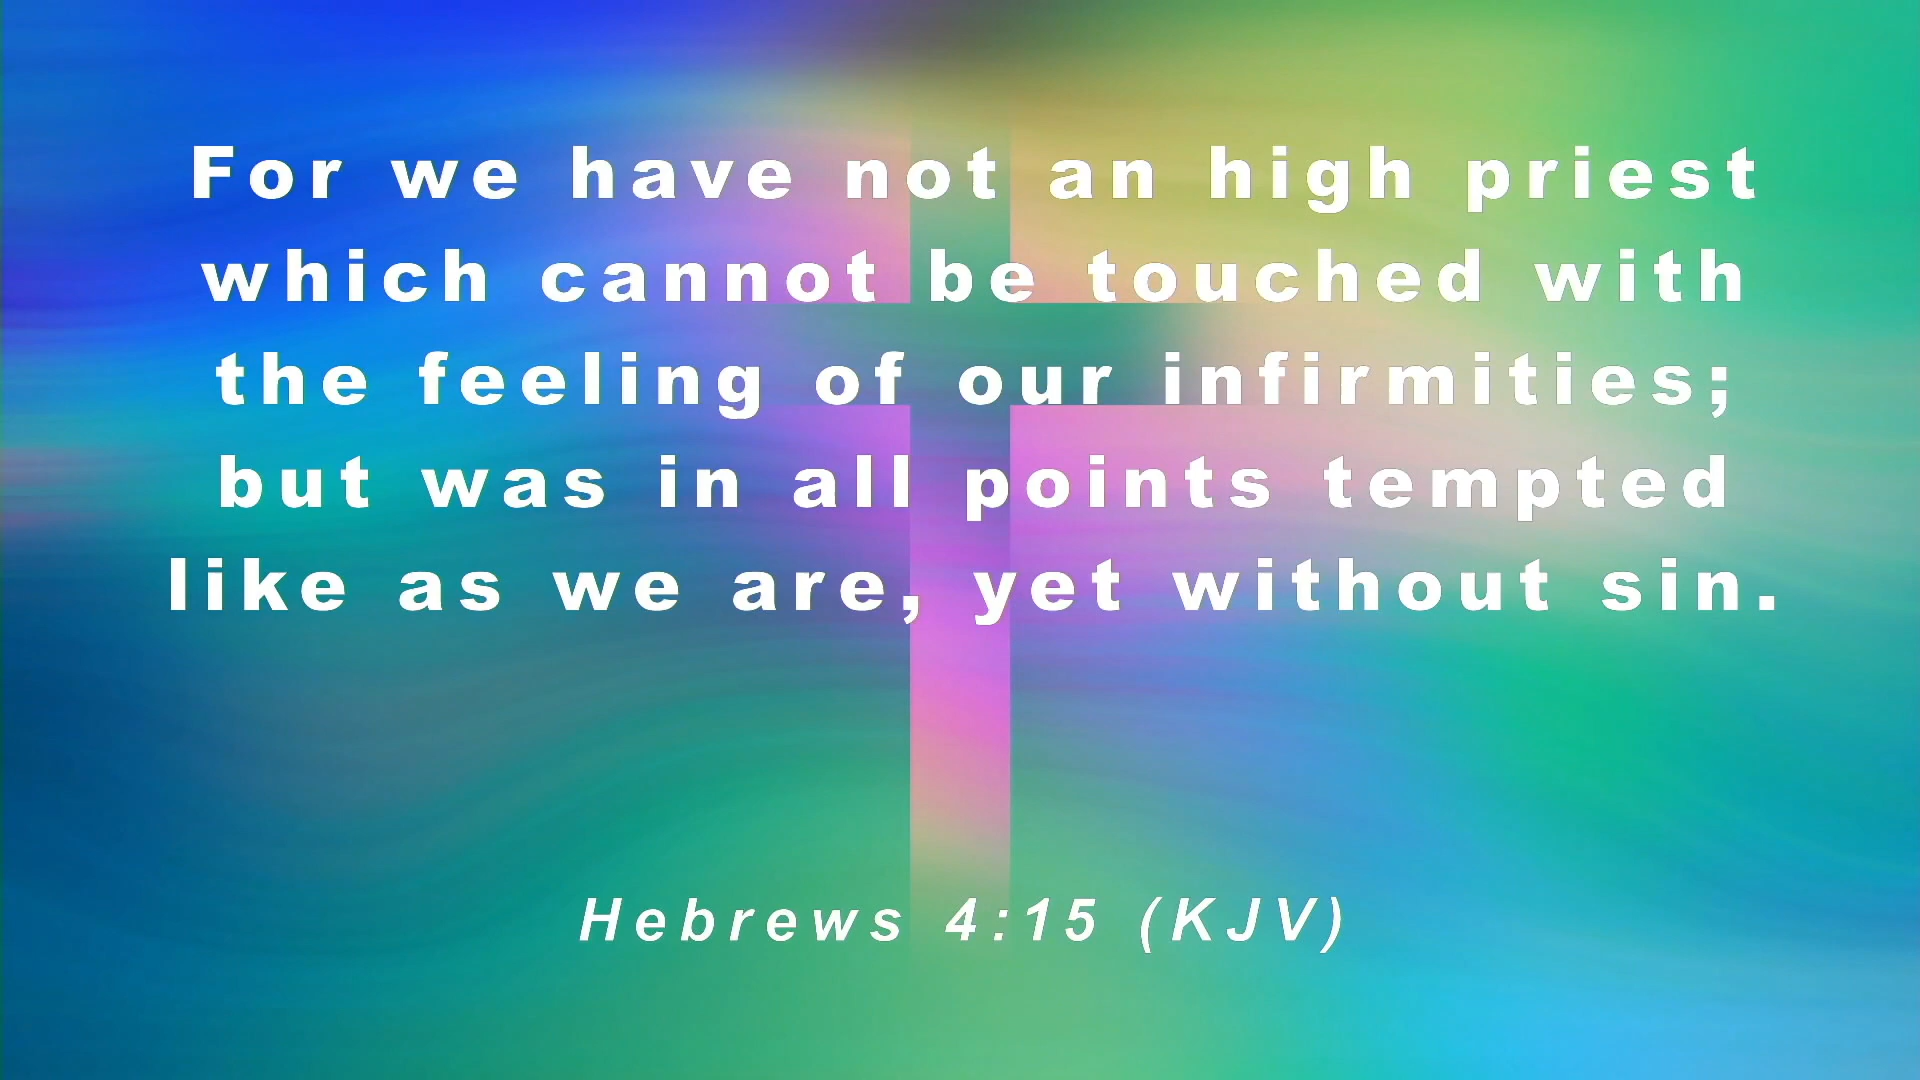 For we have not an high priest
which cannot be touched with
the feeling of our infirmities;
but was in all points tempted
like as we are, yet without sin.
Hebrews 4:15 (KJV)